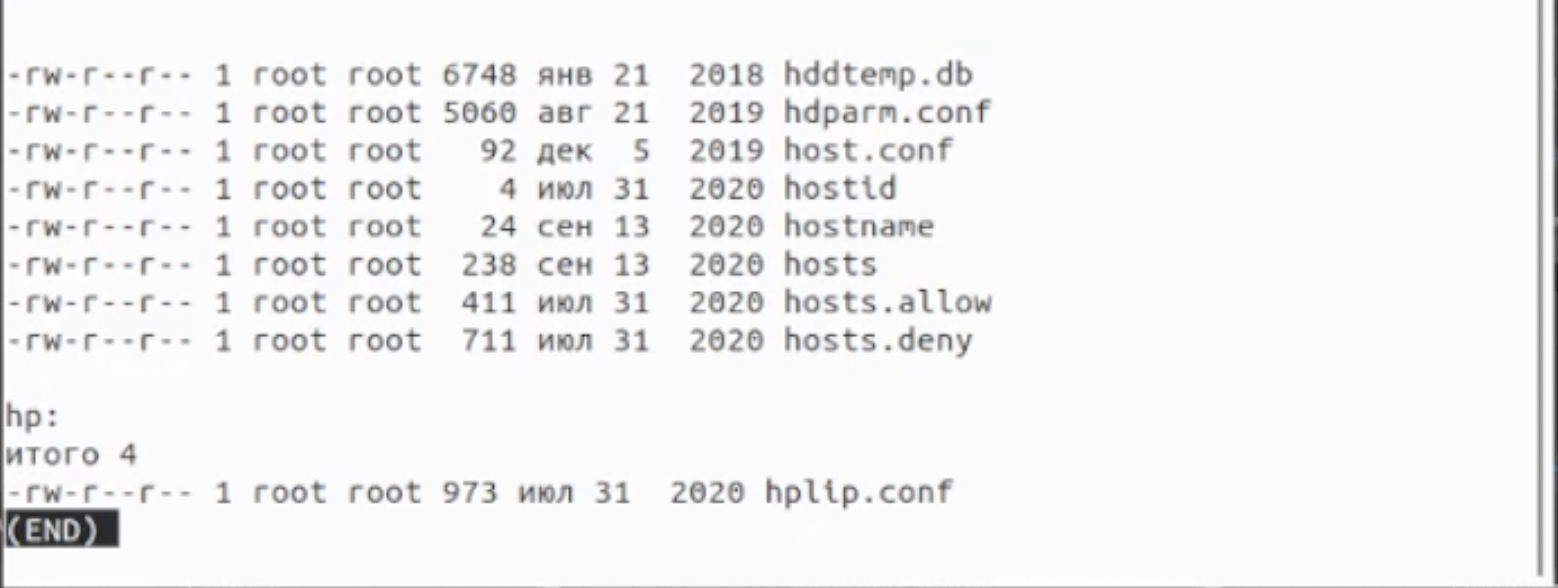 -rw-r--r-- 1 root root 6748 янв 21  2018 hddtemp.db
-rw-r--r-- 1 root root 5060 авг 21  2019 hdparm.conf
-rw-r--r-- 1 root root   92 дек  5  2019 host.conf
-rw-r--r-- 1 root root    4 июл 31  2020 hostid
-rw-r--r-- 1 root root   24 сен 13  2020 hostname
-rw-r--r-- 1 root root  238 сен 13  2020 hosts
-rw-r--r-- 1 root root  411 июл 31  2020 hosts.allow
-rw-r--r-- 1 root root  711 июл 31  2020 hosts.deny
hp:
итого 4
-rw-r--r-- 1 root root 973 июл 31  2020 hplip.conf
(END)